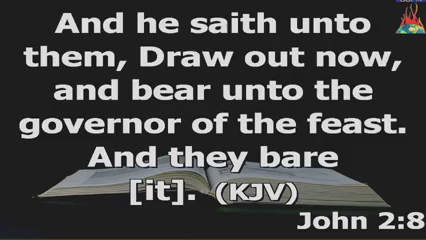 And he saith unto
them, Draw out now,
and bear unto the
governor of the feast.
And they bare
[it]. (KJV)
John 2:8